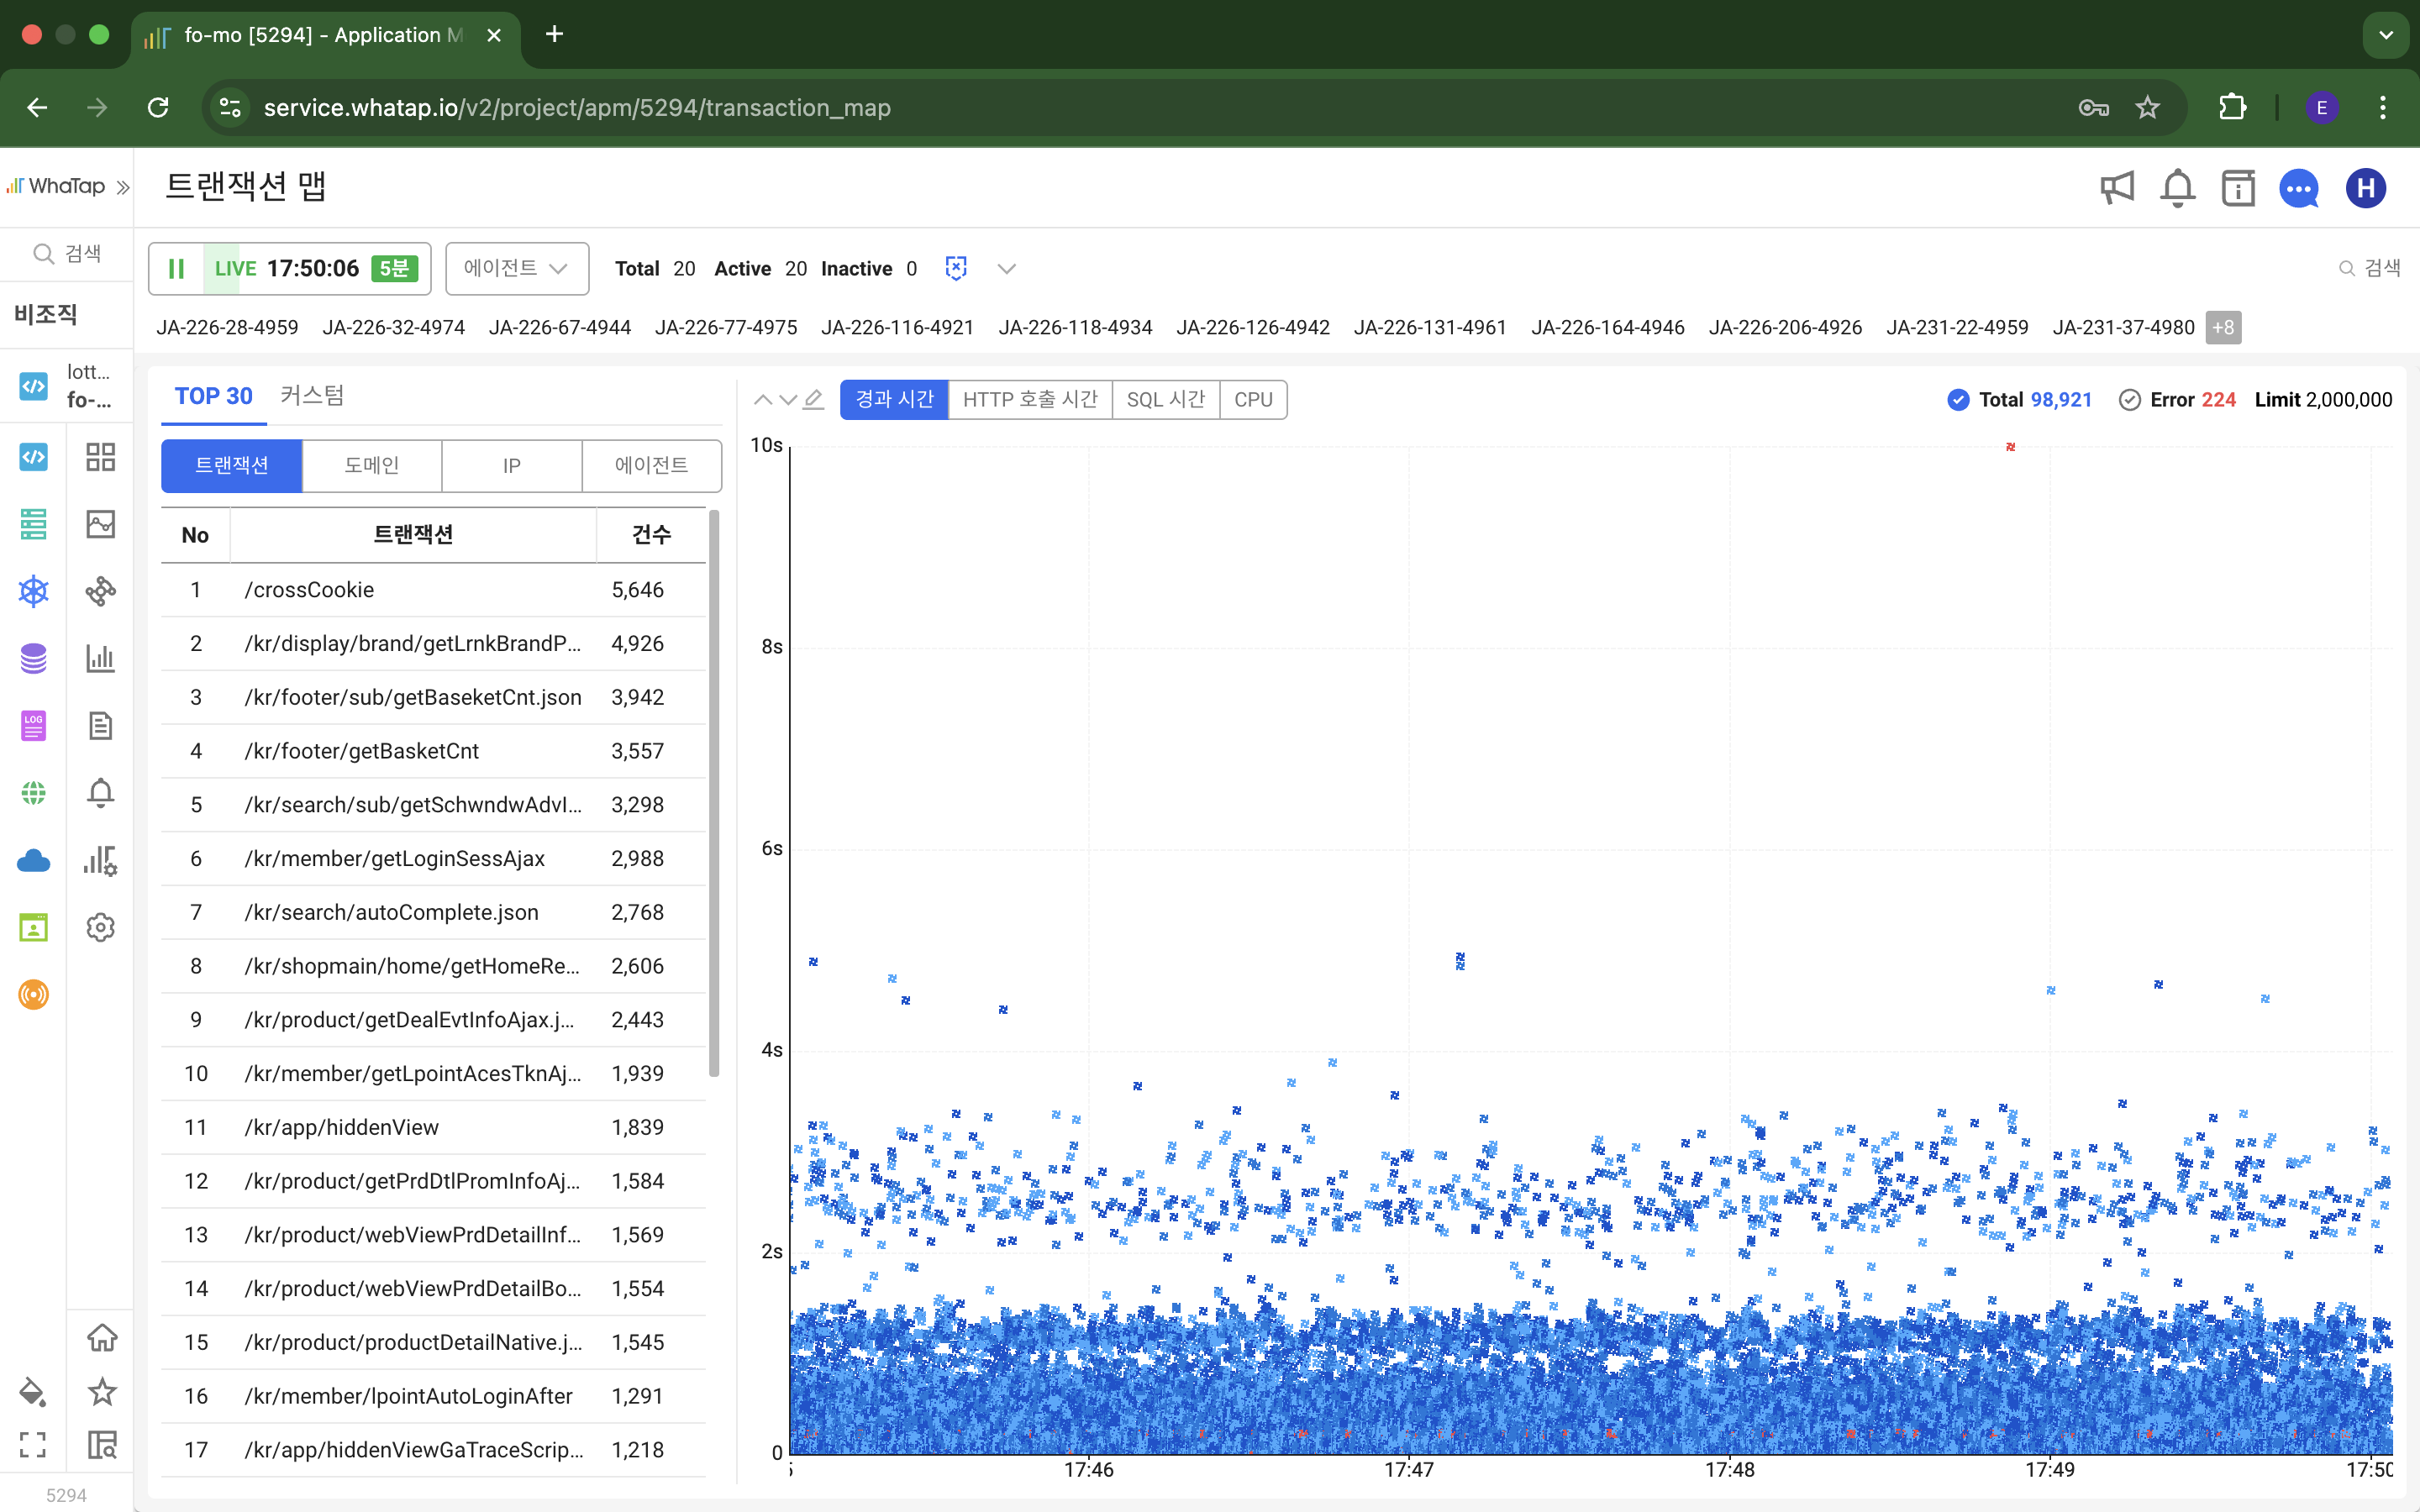 fo-mo [5294] - Application M
service.whatap.io/v2/project/apm/5294/transaction_map
E
WhaTap
트랜잭션 맵
H
검색
LIVE 17:50:06 5분
에이전트
Total 20 Active 20 Inactive 0
검색
비조직
JA-226-28-4959 JA-226-32-4974 JA-226-67-4944 JA-226-77-4975 JA-226-116-4921 JA-226-118-4934 JA-226-126-4942 JA-226-131-4961 JA-226-164-4946 JA-226-206-4926 JA-231-22-4959 JA-231-37-4980 +8
lott...
fo-...
LOG
5294
TOP 30 커스텀
트랜잭션 도메인 IP 에이전트
No 트랜잭션 건수
1 /crossCookie 5,646
2 /kr/display/brand/getLrnkBrandP... 4,926
3 /kr/footer/sub/getBaseketCnt.json 3,942
4 /kr/footer/getBasketCnt 3,557
5 /kr/search/sub/getSchwndwAdvI... 3,298
6 /kr/member/getLoginSessAjax 2,988
7 /kr/search/autoComplete.json 2,768
8 /kr/shopmain/home/getHomeRe... 2,606
9 /kr/product/getDealEvtInfoAjax.j... 2,443
10 /kr/member/getLpointAcesTknAj... 1,939
11 /kr/app/hiddenView 1,839
12 /kr/product/getPrdDtlPromInfoAj... 1,584
13 /kr/product/webViewPrdDetailInf... 1,569
14 /kr/product/webViewPrdDetailBo... 1,554
15 /kr/product/productDetailNative.j... 1,545
16 /kr/member/lpointAutoLoginAfter 1,291
17 /kr/app/hiddenViewGaTraceScrip... 1,218
경과 시간 HTTP 호출 시간 SQL 시간 CPU
Total 98,921 Error 224 Limit 2,000,000
10s
8s
6s
4s
2s
0
17:46 17:47 17:48 17:49 17:50